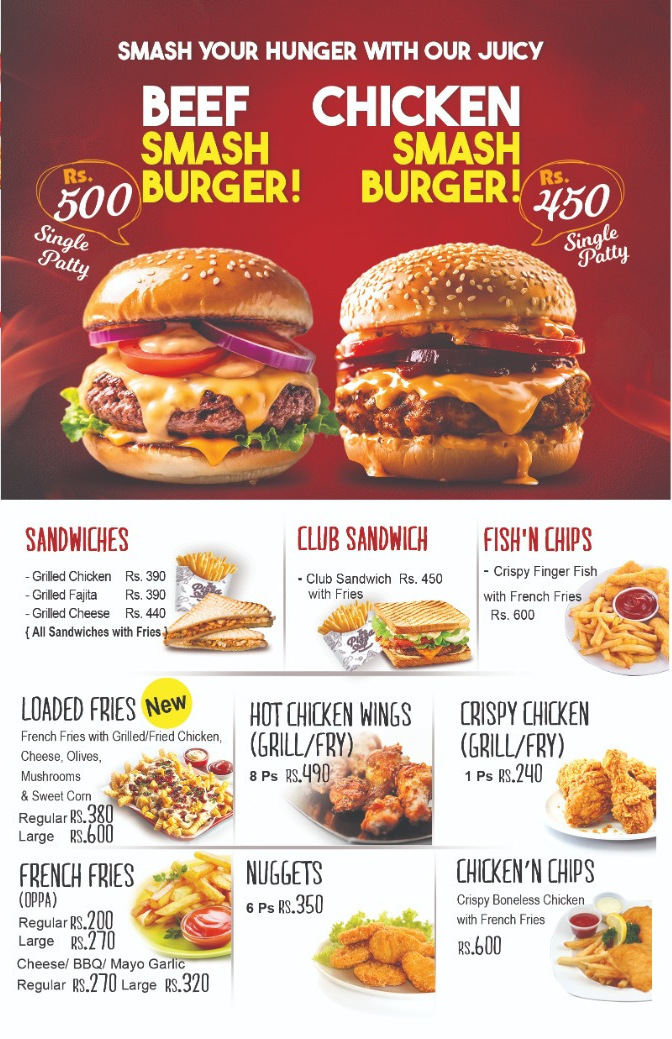 SMASH YOUR HUNGER WITH OUR JUICY
BEEF
SMASH
BURGER!
Rs.
500
Single
Patty
CHICKEN
SMASH
BURGER!
Rs.
450
Single
Patty
SANDWICHES
- Grilled Chicken Rs. 390
- Grilled Fajita Rs. 390
- Grilled Cheese Rs. 440
{ All Sandwiches with Fries }
CLUB SANDWICH
- Club Sandwich Rs. 450
with Fries
FISH'N CHIPS
- Crispy Finger Fish
with French Fries
Rs. 600
LOADED FRIES
New
French Fries with Grilled/Fried Chicken,
Cheese, Olives,
Mushrooms
& Sweet Corn
Regular RS.380
Large RS.600
HOT CHICKEN WINGS
(GRILL/FRY)
8 Ps RS.490
CRISPY CHICKEN
(GRILL/FRY)
1 Ps RS.240
FRENCH FRIES
(OPPA)
Regular RS.200
Large RS.270
Cheese/ BBQ/ Mayo Garlic
Regular RS.270 Large RS.320
NUGGETS
6 Ps RS.350
CHICKEN'N CHIPS
Crispy Boneless Chicken
with French Fries
RS.600